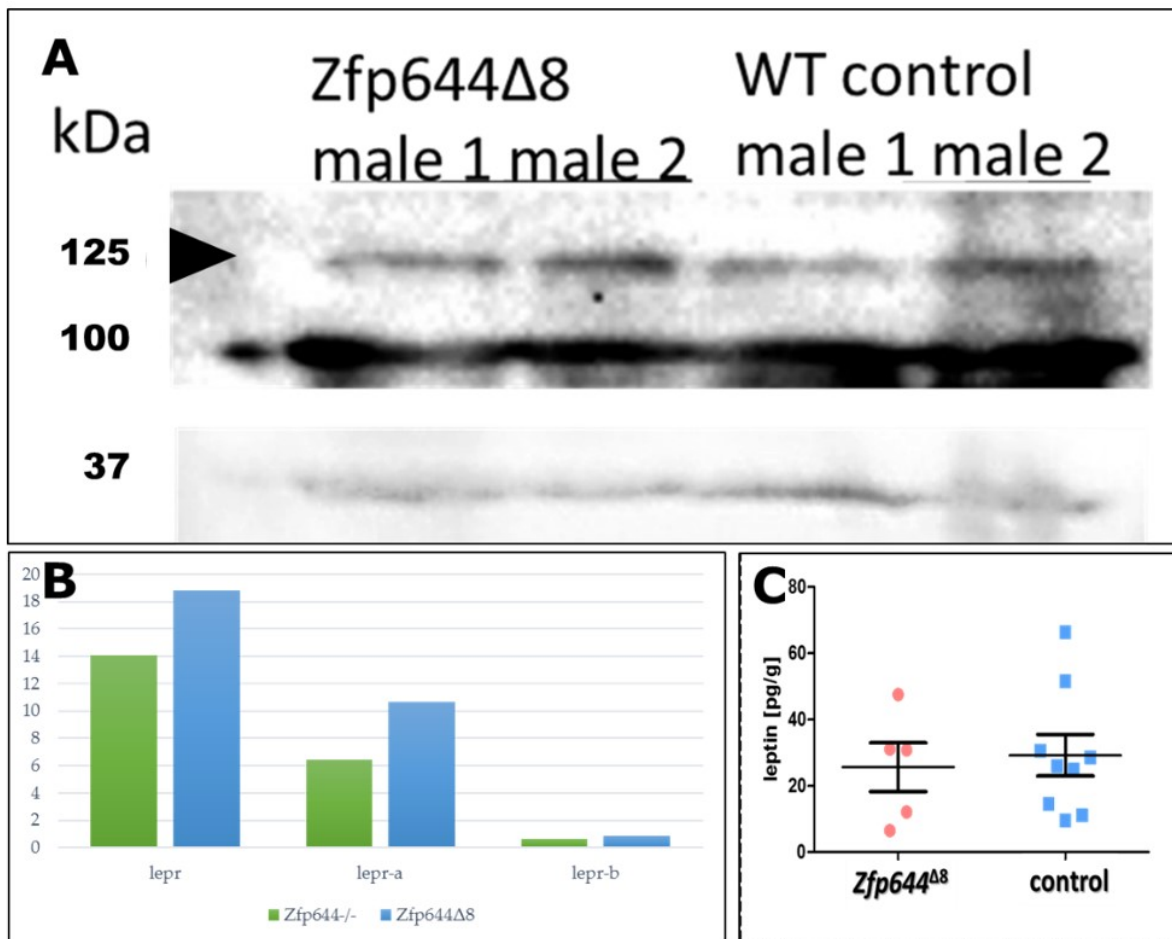 A
Zfp644Δ8 WT control
kDa
male 1 male 2 male 1 male 2
125
100
37
B
20
18
16
14
12
10
8
6
4
2
0
lepr lepr-a lepr-b
Zfp644-/- Zfp644Δ8
C
80
60
40
20
0
leptin [pg/g]
Zfp644Δ8 control